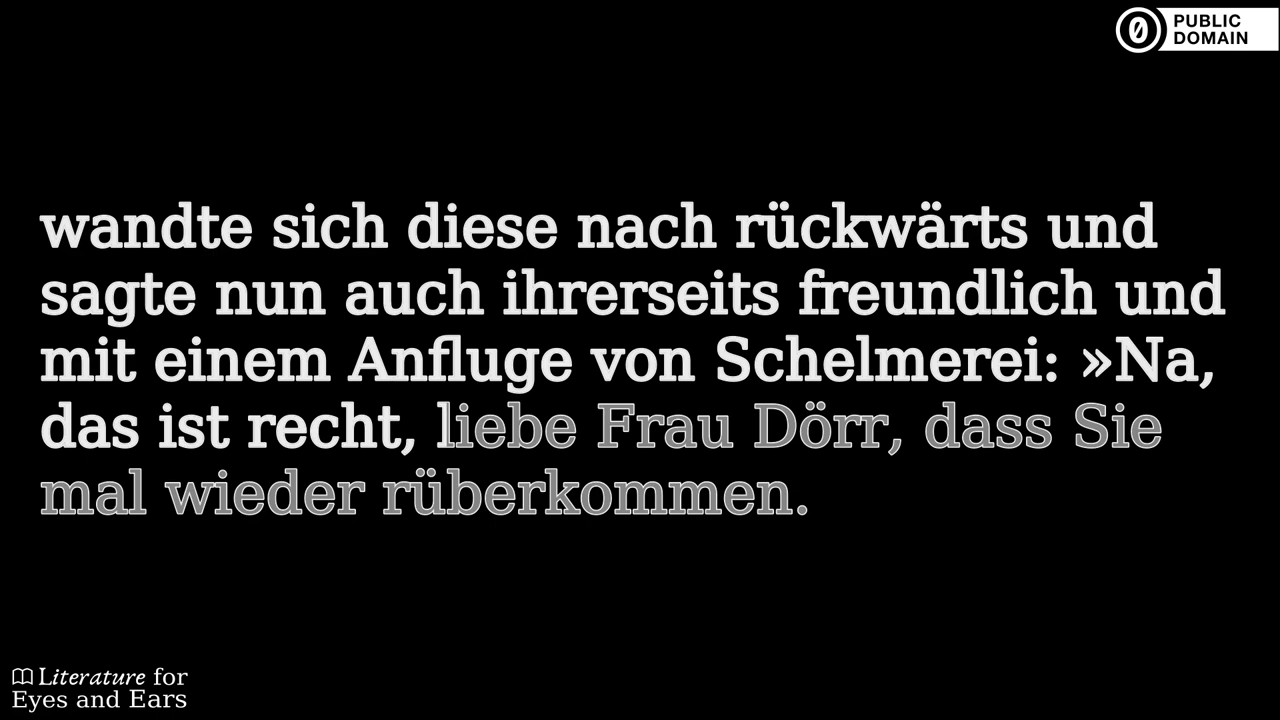 PUBLIC
DOMAIN
wandte sich diese nach rückwärts und
sagte nun auch ihrerseits freundlich und
mit einem Anfluge von Schelmerei: »Na,
das ist recht, liebe Frau Dörr, dass Sie
mal wieder rüberkommen.
Literature for
Eyes and Ears